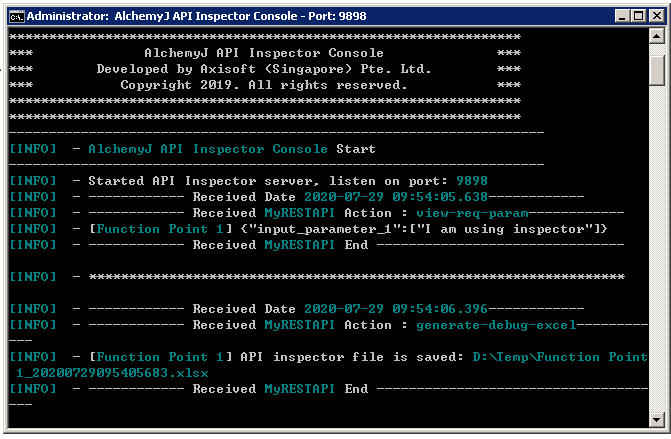 Administrator: AlchemyJ API Inspector Console - Port: 9898
****************************************************************
*** AlchemyJ API Inspector Console ***
*** Developed by Axisoft (Singapore) Pte. Ltd. ***
*** Copyright 2019. All rights reserved. ***
****************************************************************
****************************************************************
-------------------------------------------------------------------
[INFO] - AlchemyJ API Inspector Console Start
-------------------------------------------------------------------
[INFO] - Started API Inspector server, listen on port: 9898
[INFO] - ------------ Received Date 2020-07-29 09:54:05.638------------
[INFO] - ------------ Received MyRESTAPI Action : view-req-param------------
[INFO] - [Function Point 1] {"input_parameter_1":["I am using inspector"]}
[INFO] - ------------ Received MyRESTAPI End -------------------------------
[INFO] - *******************************************************************
[INFO] - ------------ Received Date 2020-07-29 09:54:06.396------------
[INFO] - ------------ Received MyRESTAPI Action : generate-debug-excel---------
---
[INFO] - [Function Point 1] API inspector file is saved: D:\Temp\Function Point
1_20200729095405683.xlsx
[INFO] - ------------ Received MyRESTAPI End ----------------------------------
---